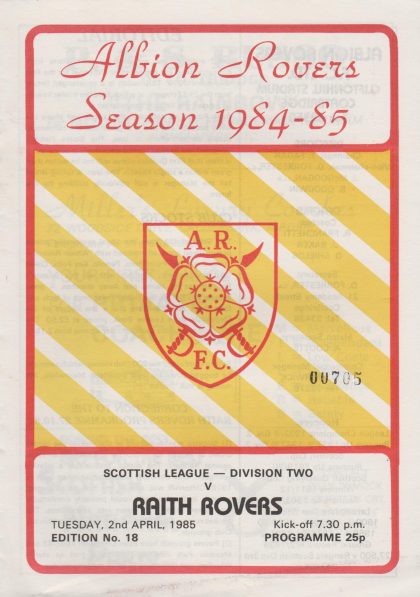 Albion Rovers
Season 1984-85
A. R.
F. C.
00705
SCOTTISH LEAGUE — DIVISION TWO
V
RAITH ROVERS
TUESDAY, 2nd APRIL, 1985 Kick-off 7.30 p.m.
EDITION No. 18 PROGRAMME 25p